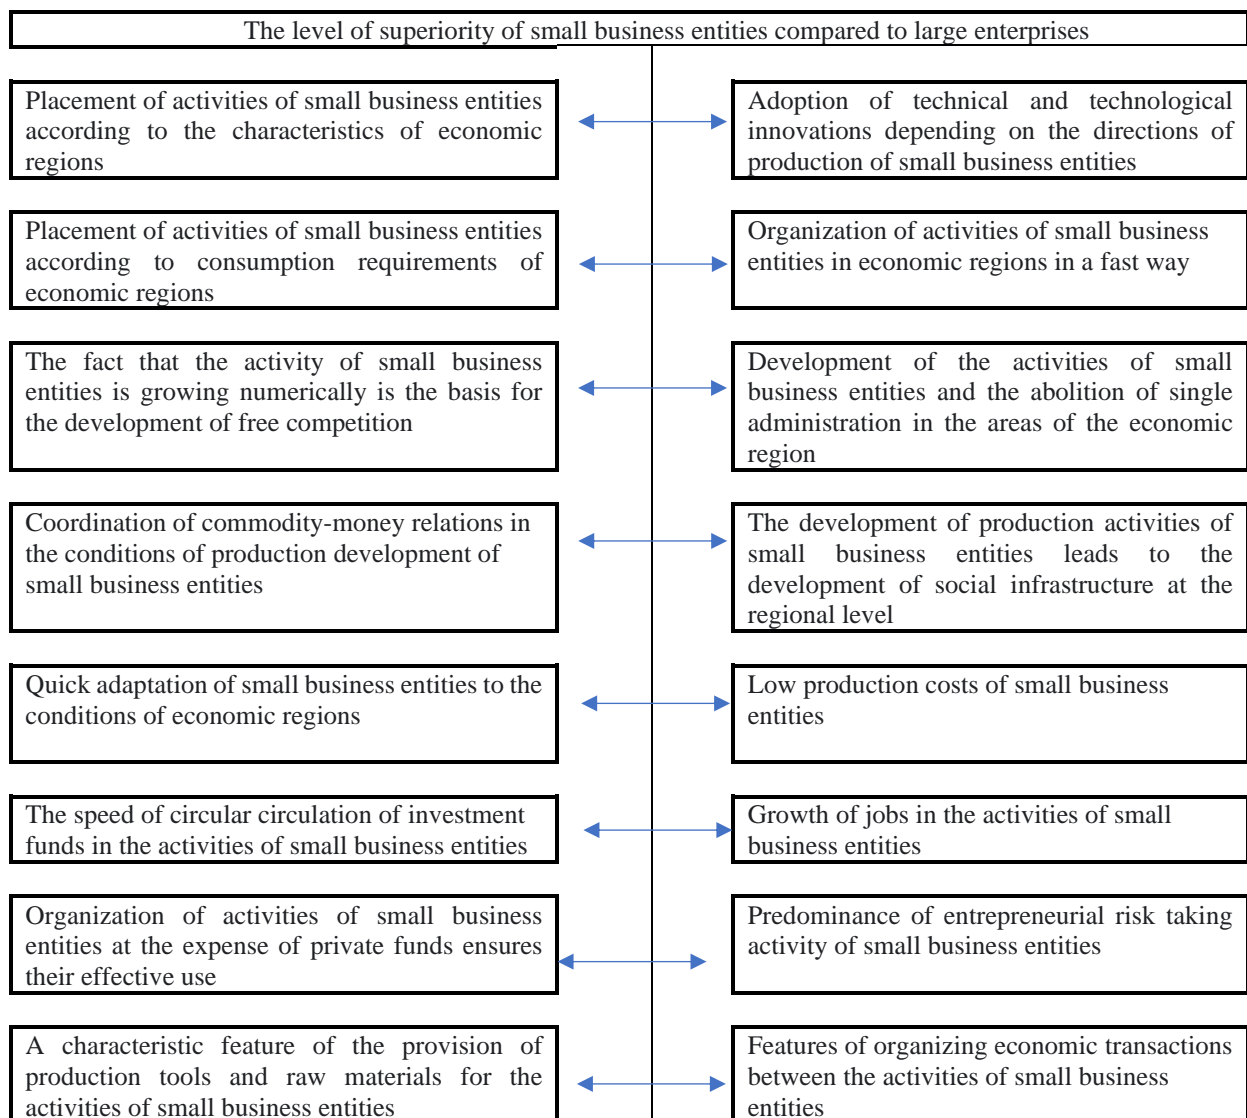 The level of superiority of small business entities compared to large enterprises
Placement of activities of small business entities
according to the characteristics of economic
regions
Adoption of technical and technological
innovations depending on the directions of
production of small business entities
Placement of activities of small business entities
according to consumption requirements of
economic regions
Organization of activities of small business
entities in economic regions in a fast way
The fact that the activity of small business
entities is growing numerically is the basis for
the development of free competition
Development of the activities of small
business entities and the abolition of single
administration in the areas of the economic
region
Coordination of commodity-money relations in
the conditions of production development of
small business entities
The development of production activities of
small business entities leads to the
development of social infrastructure at the
regional level
Quick adaptation of small business entities to the
conditions of economic regions
Low production costs of small business
entities
The speed of circular circulation of investment
funds in the activities of small business entities
Growth of jobs in the activities of small
business entities
Organization of activities of small business
entities at the expense of private funds ensures
their effective use
Predominance of entrepreneurial risk taking
activity of small business entities
A characteristic feature of the provision of
production tools and raw materials for the
activities of small business entities
Features of organizing economic transactions
between the activities of small business
entities